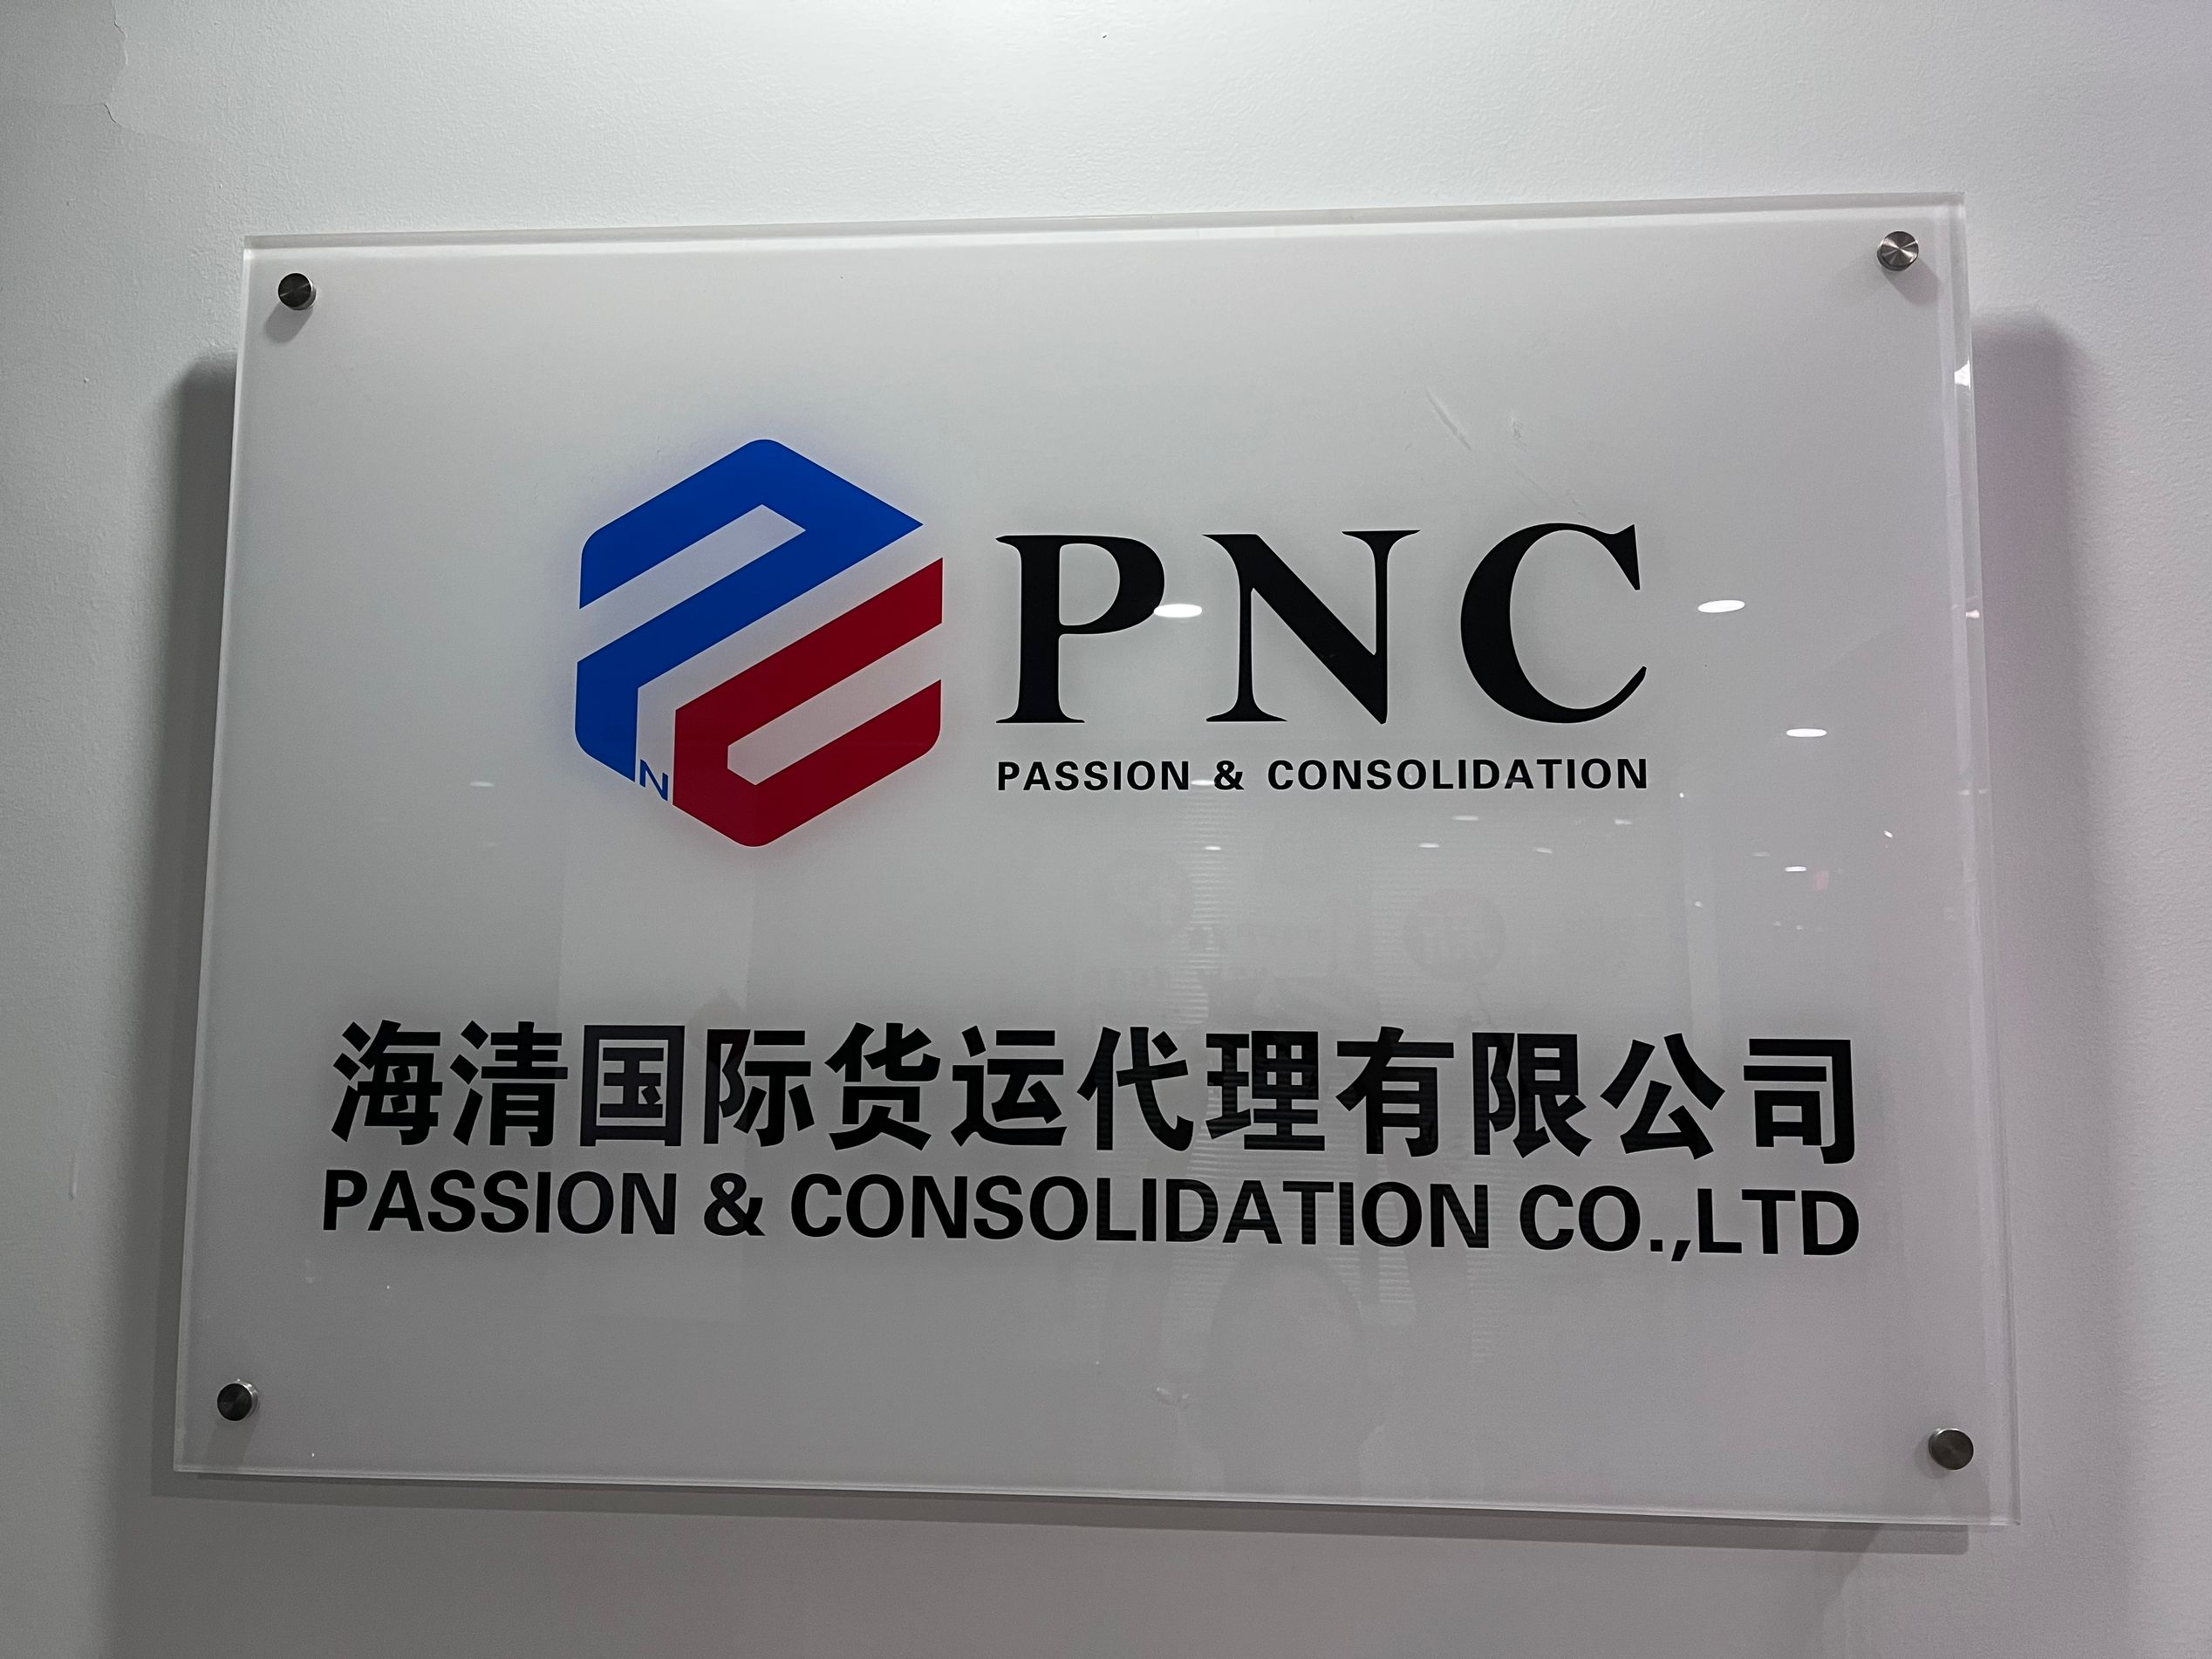 PNC
PASSION & CONSOLIDATION
N
海清国际货运代理有限公司
PASSION & CONSOLIDATION CO.,LTD